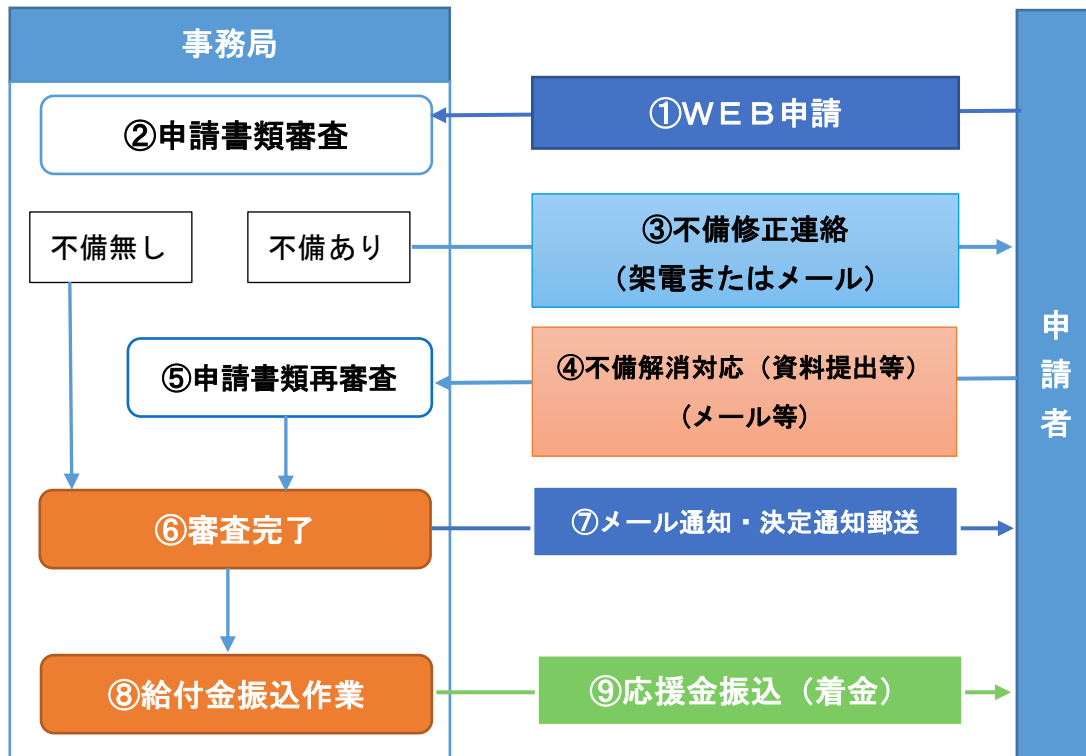 事務局
①ＷＥＢ申請
②申請書類審査
不備無し
不備あり
③不備修正連絡
（架電またはメール）
④不備解消対応（資料提出等）
（メール等）
⑤申請書類再審査
⑥審査完了
⑦メール通知・決定通知郵送
⑧給付金振込作業
⑨応援金振込（着金）
申請者